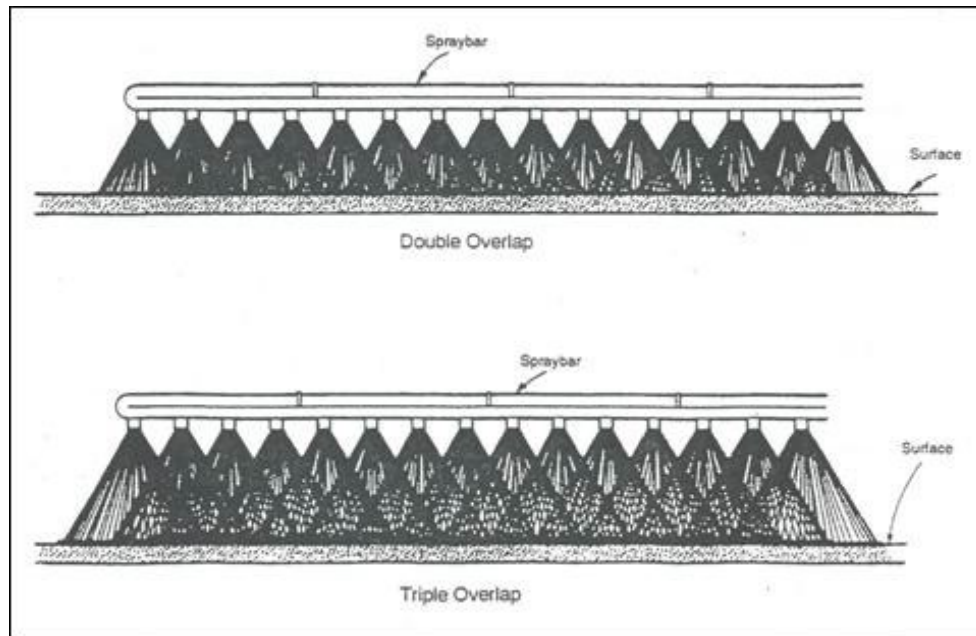 Spraybar
Surface
Double Overlap
Spraybar
Surface
Triple Overlap